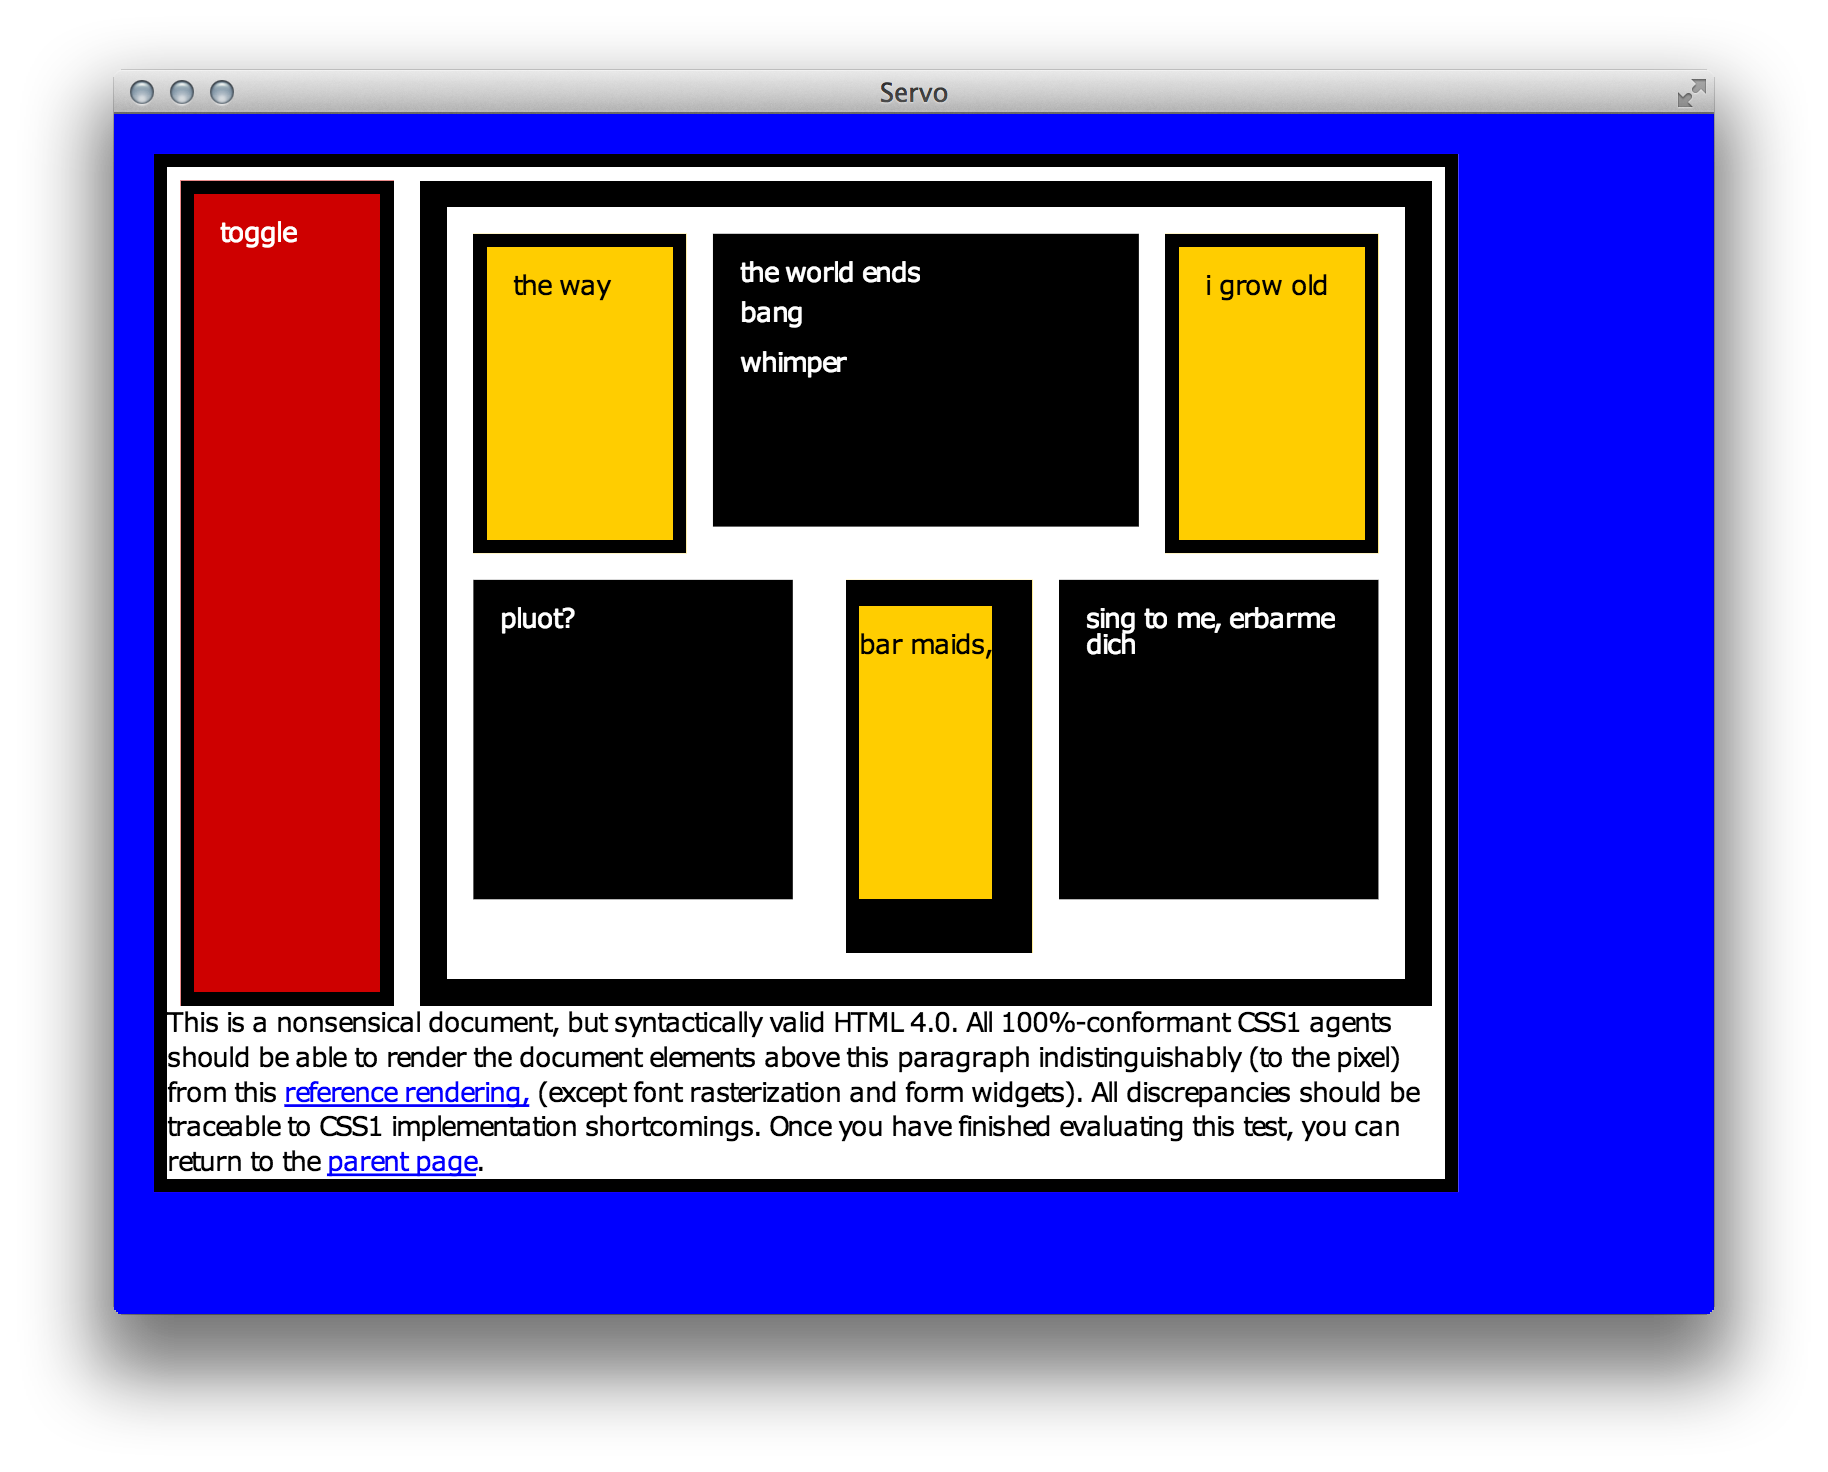 Servo
toggle
the way
the world ends
bang
whimper
i grow old
pluot?
bar maids,
sing to me, erbarme
dich
This is a nonsensical document, but syntactically valid HTML 4.0. All 100%-conformant CSS1 agents
should be able to render the document elements above this paragraph indistinguishably (to the pixel)
from this reference rendering, (except font rasterization and form widgets). All discrepancies should be
traceable to CSS1 implementation shortcomings. Once you have finished evaluating this test, you can
return to the parent page.